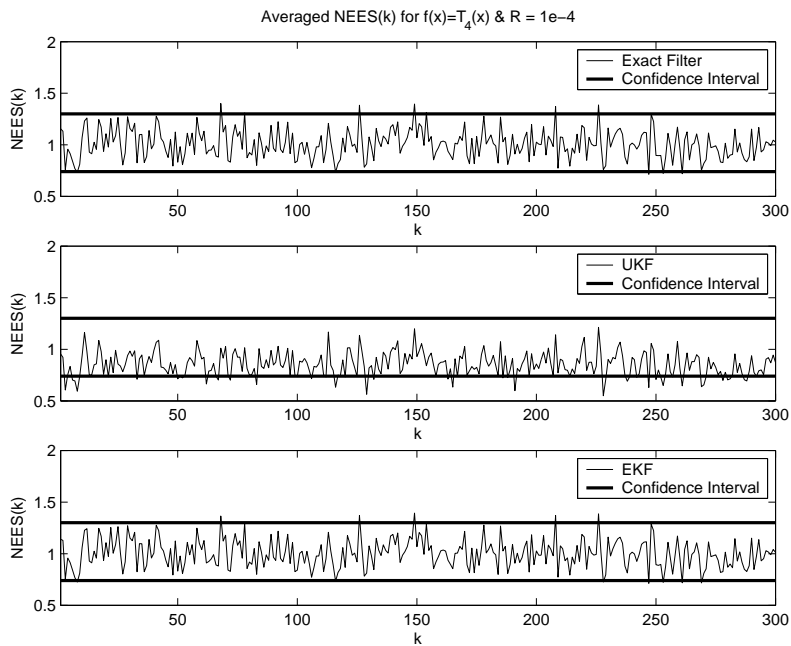 Averaged NEES(k) for f(x)=T_4(x) & R = 1e−4
2
1.5
1
0.5
NEES(k)
Exact Filter
Confidence Interval
50 100 150 200 250 300
k
2
1.5
1
0.5
NEES(k)
UKF
Confidence Interval
50 100 150 200 250 300
k
2
1.5
1
0.5
NEES(k)
EKF
Confidence Interval
50 100 150 200 250 300
k